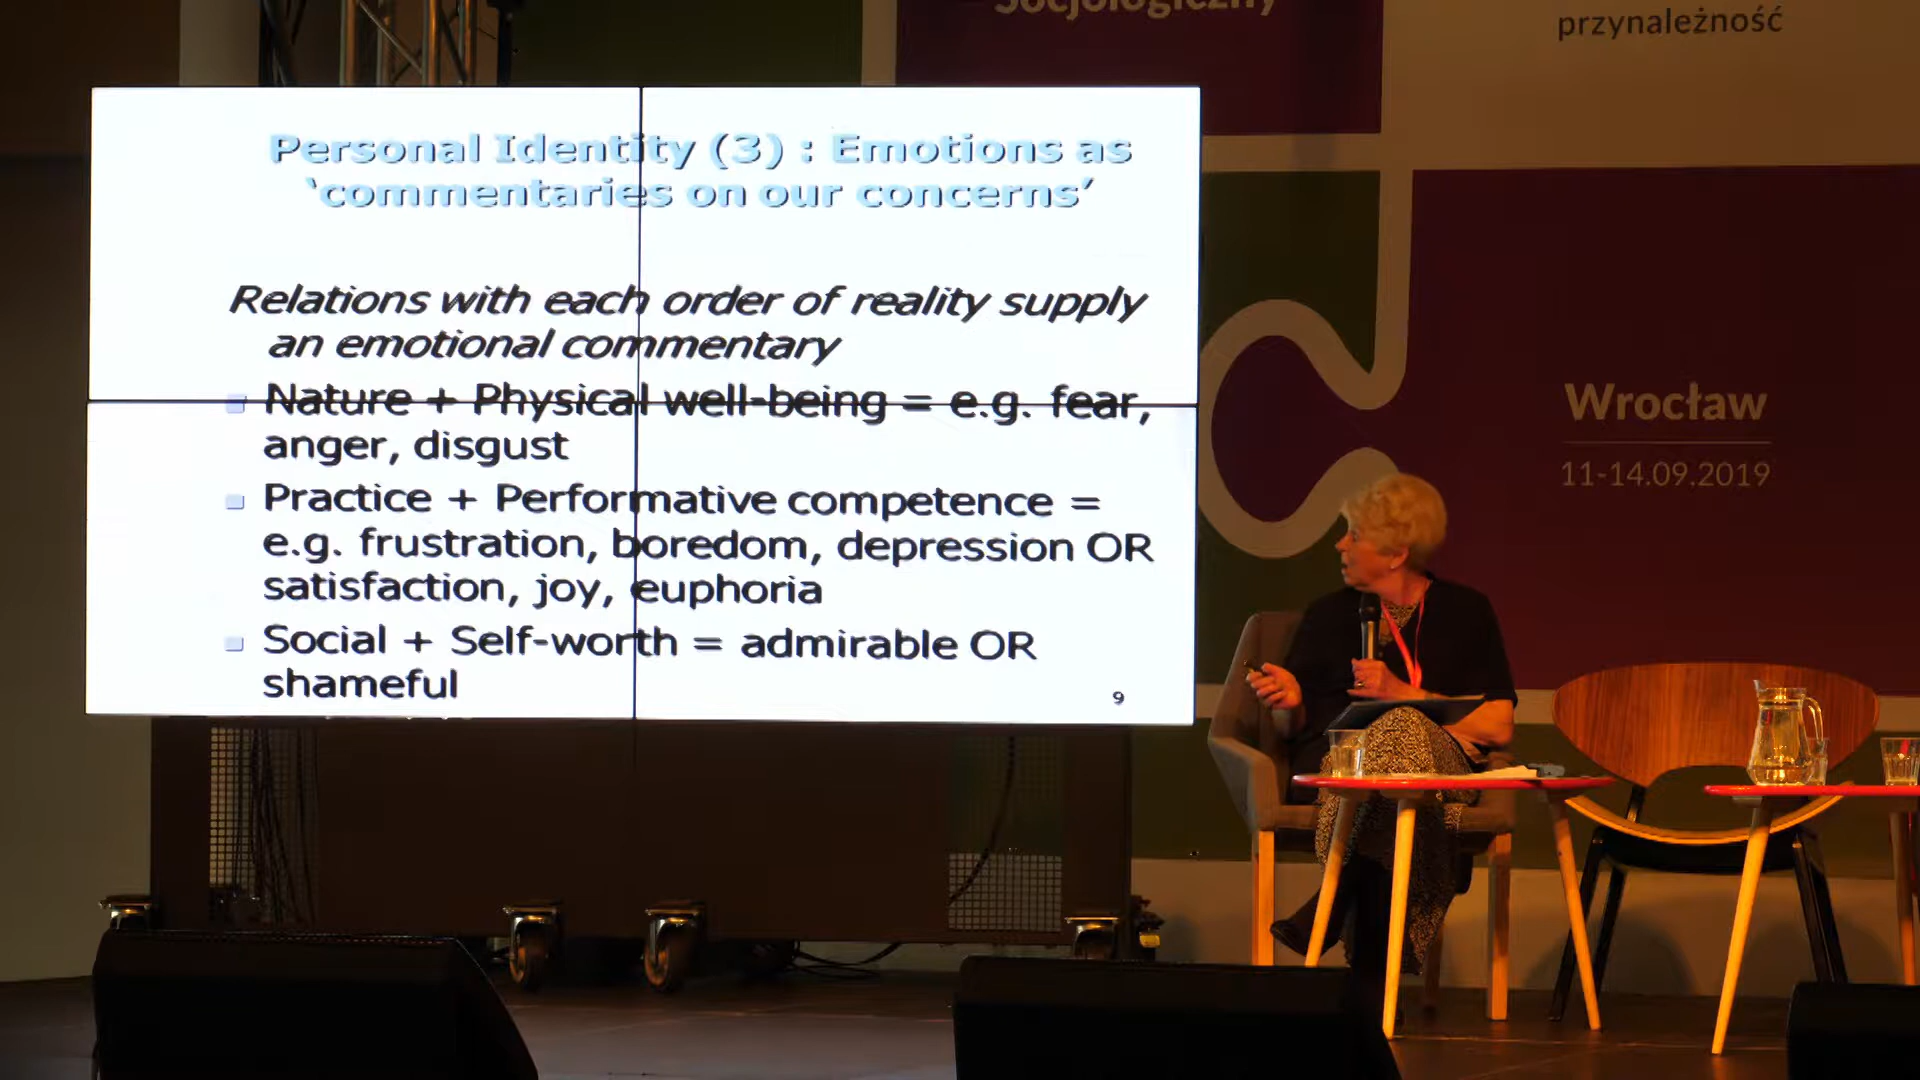 Socjologiczny
przynależność
Personal Identity (3) : Emotions as
‘commentaries on our concerns’
Relations with each order of reality supply
an emotional commentary
Nature + Physical well-being = e.g. fear,
anger, disgust
Practice + Performative competence =
e.g. frustration, boredom, depression OR
satisfaction, joy, euphoria
Social + Self-worth = admirable OR
shameful
9
Wrocław
11-14.09.2019